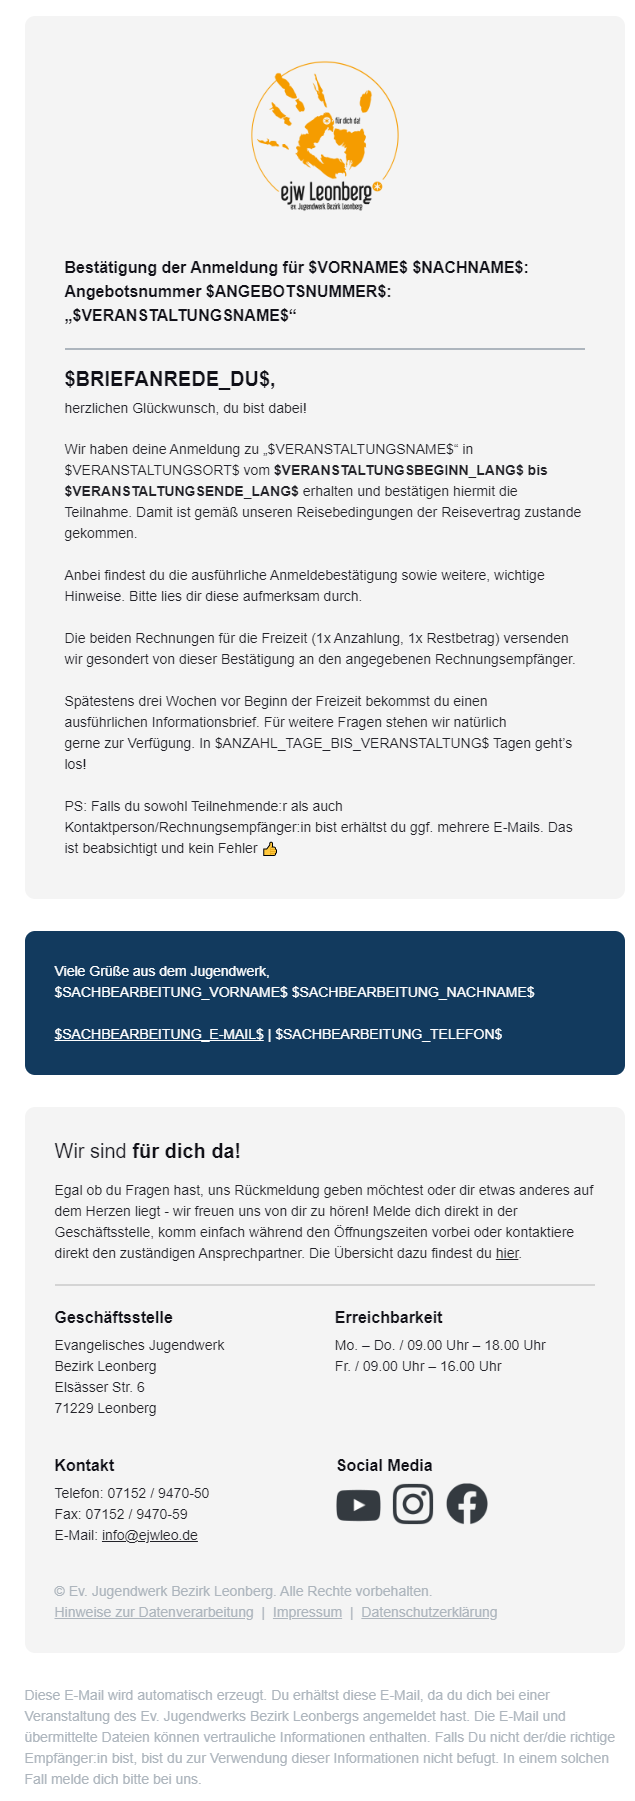 für dich da!
ejw Leonberg
ev. Jugendwerk Bezirk Leonberg
Bestätigung der Anmeldung für $VORNAME$ $NACHNAME$:
Angebotsnummer $ANGEBOTSNUMMER$:
„$VERANSTALTUNGSNAME$“
$BRIEFANREDE_DU$,
herzlichen Glückwunsch, du bist dabei!
Wir haben deine Anmeldung zu „$VERANSTALTUNGSNAME$“ in
$VERANSTALTUNGSORT$ vom $VERANSTALTUNGSBEGINN_LANG$ bis
$VERANSTALTUNGSENDE_LANG$ erhalten und bestätigen hiermit die
Teilnahme. Damit ist gemäß unseren Reisebedingungen der Reisevertrag zustande
gekommen.
Anbei findest du die ausführliche Anmeldebestätigung sowie weitere, wichtige
Hinweise. Bitte lies dir diese aufmerksam durch.
Die beiden Rechnungen für die Freizeit (1x Anzahlung, 1x Restbetrag) versenden
wir gesondert von dieser Bestätigung an den angegebenen Rechnungsempfänger.
Spätestens drei Wochen vor Beginn der Freizeit bekommst du einen
ausführlichen Informationsbrief. Für weitere Fragen stehen wir natürlich
gerne zur Verfügung. In $ANZAHL_TAGE_BIS_VERANSTALTUNG$ Tagen geht’s
los!
PS: Falls du sowohl Teilnehmende:r als auch
Kontaktperson/Rechnungsempfänger:in bist erhältst du ggf. mehrere E-Mails. Das
ist beabsichtigt und kein Fehler 👍
Viele Grüße aus dem Jugendwerk,
$SACHBEARBEITUNG_VORNAME$ $SACHBEARBEITUNG_NACHNAME$
$SACHBEARBEITUNG_E-MAIL$ | $SACHBEARBEITUNG_TELEFON$
Wir sind für dich da!
Egal ob du Fragen hast, uns Rückmeldung geben möchtest oder dir etwas anderes auf
dem Herzen liegt - wir freuen uns von dir zu hören! Melde dich direkt in der
Geschäftsstelle, komm einfach während den Öffnungszeiten vorbei oder kontaktiere
direkt den zuständigen Ansprechpartner. Die Übersicht dazu findest du hier.
Geschäftsstelle
Evangelisches Jugendwerk
Bezirk Leonberg
Elsässer Str. 6
71229 Leonberg
Erreichbarkeit
Mo. – Do. / 09.00 Uhr – 18.00 Uhr
Fr. / 09.00 Uhr – 16.00 Uhr
Kontakt
Telefon: 07152 / 9470-50
Fax: 07152 / 9470-59
E-Mail: info@ejwleo.de
Social Media
© Ev. Jugendwerk Bezirk Leonberg. Alle Rechte vorbehalten.
Hinweise zur Datenverarbeitung | Impressum | Datenschutzerklärung
Diese E-Mail wird automatisch erzeugt. Du erhältst diese E-Mail, da du dich bei einer
Veranstaltung des Ev. Jugendwerks Bezirk Leonbergs angemeldet hast. Die E-Mail und
übermittelte Dateien können vertrauliche Informationen enthalten. Falls Du nicht der/die richtige
Empfänger:in bist, bist du zur Verwendung dieser Informationen nicht befugt. In einem solchen
Fall melde dich bitte bei uns.